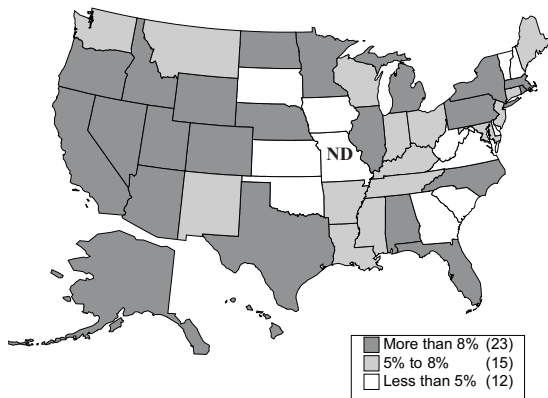 ND
More than 8% (23)
5% to 8% (15)
Less than 5% (12)